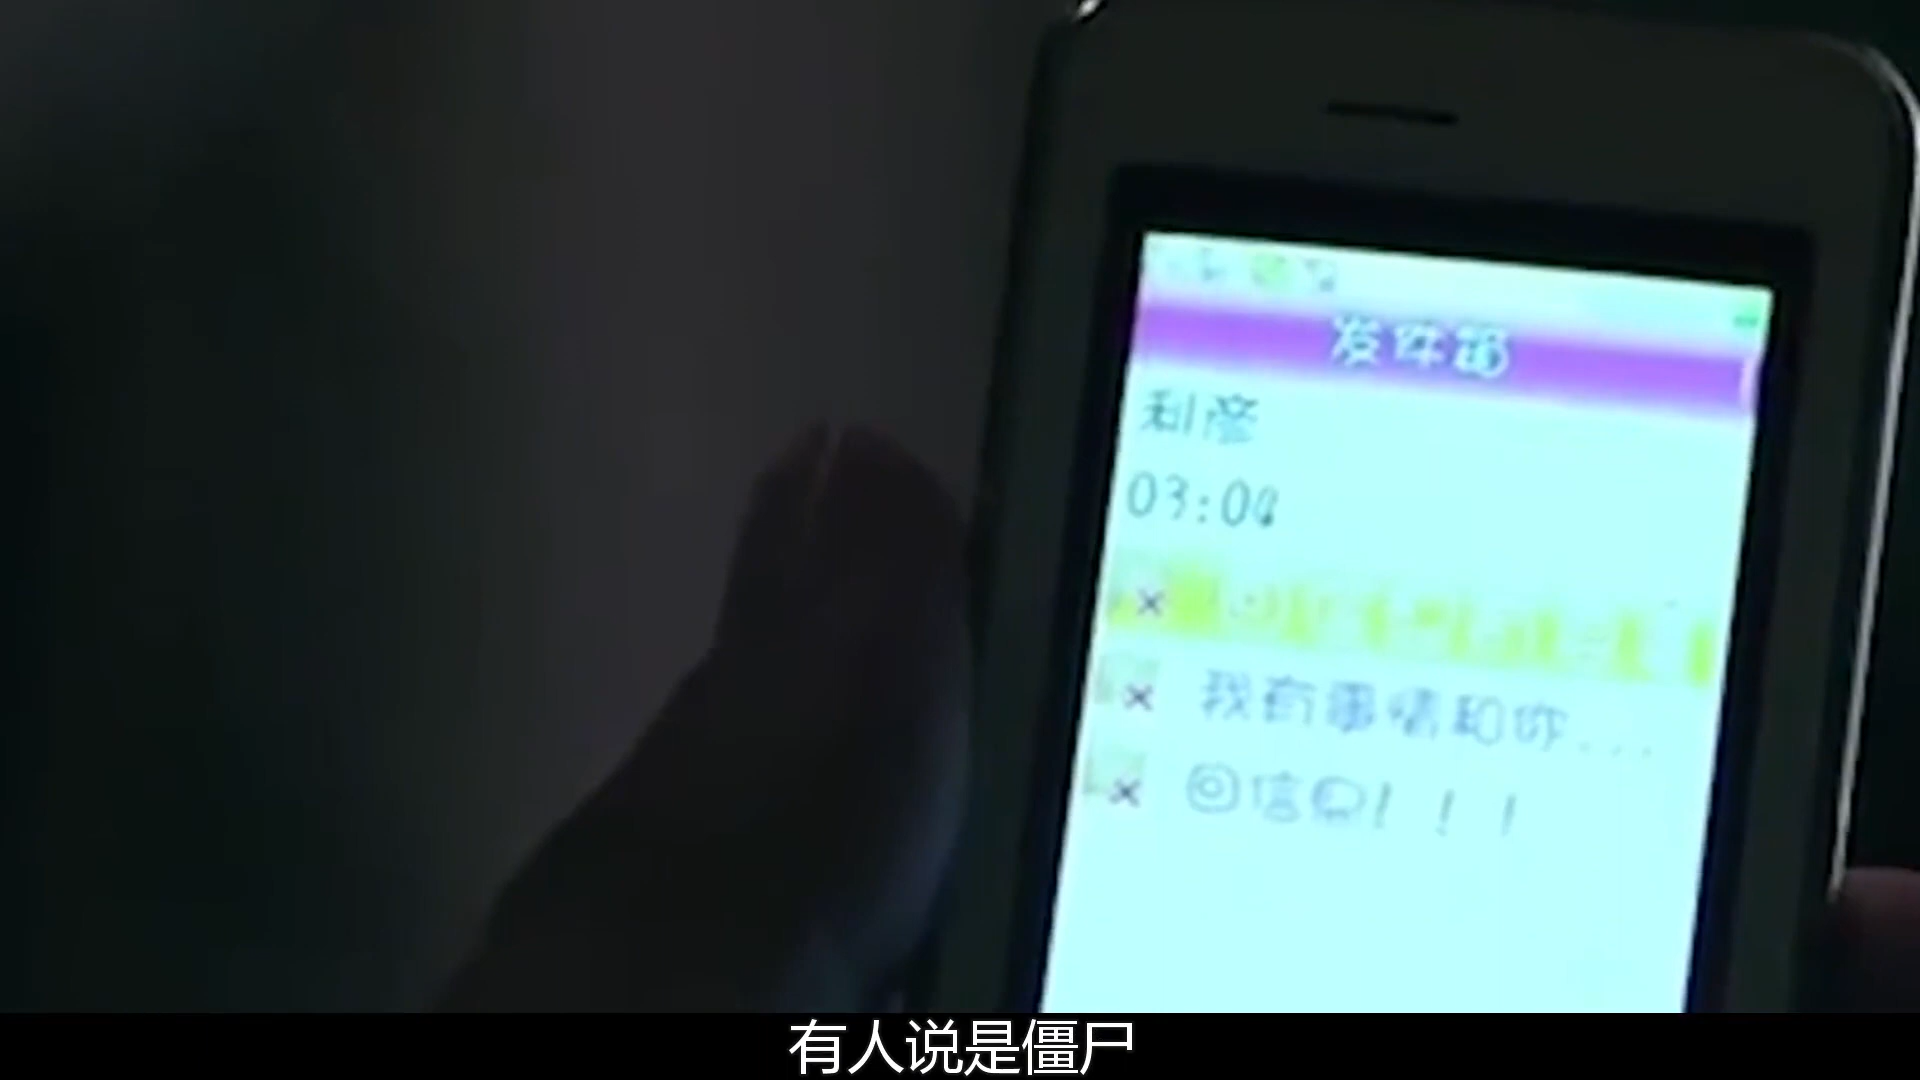 发件箱
利彦
03:04
我有事情和你...
回信息！！！
有人说是僵尸